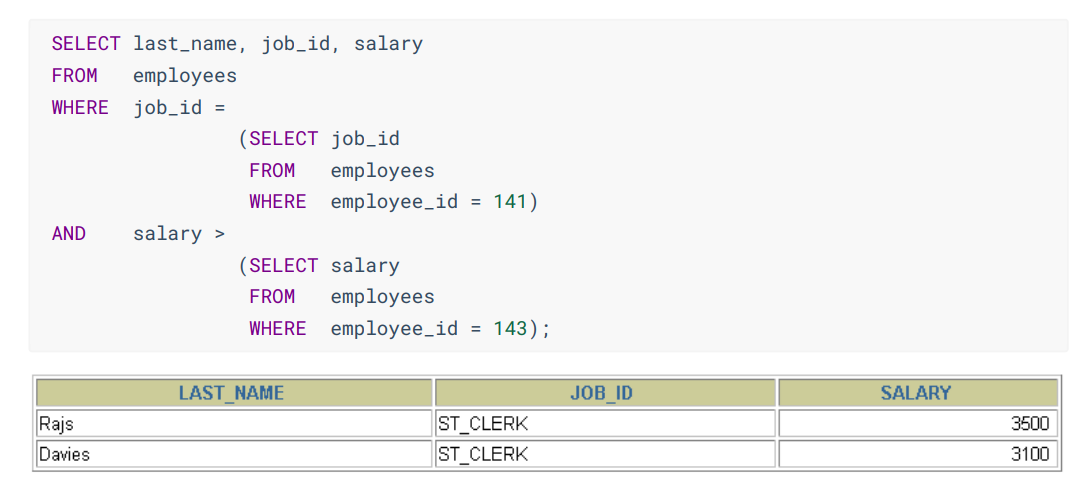 SELECT last_name, job_id, salary
FROM employees
WHERE job_id =
(SELECT job_id
FROM employees
WHERE employee_id = 141)
AND salary >
(SELECT salary
FROM employees
WHERE employee_id = 143);
LAST_NAME JOB_ID SALARY
Rajs ST_CLERK 3500
Davies ST_CLERK 3100